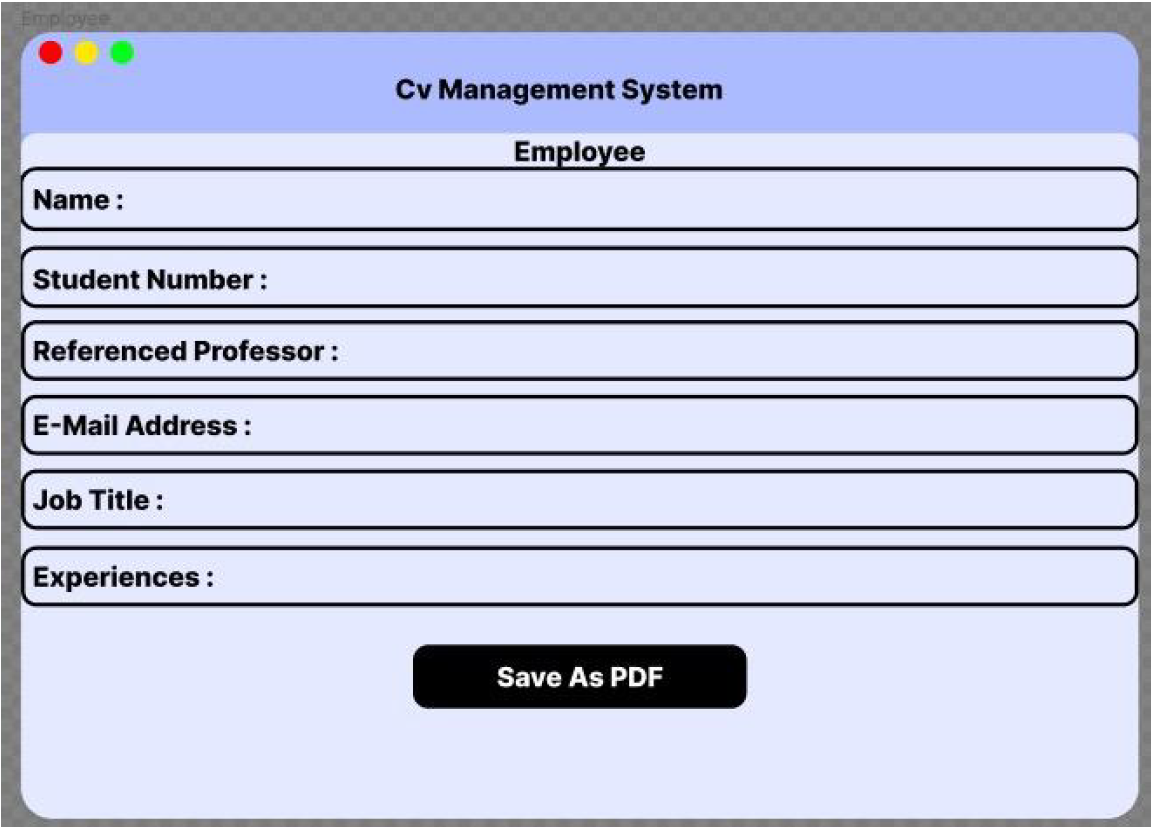 Employee
Cv Management System
Employee
Name :
Student Number :
Referenced Professor :
E-Mail Address :
Job Title :
Experiences :
Save As PDF